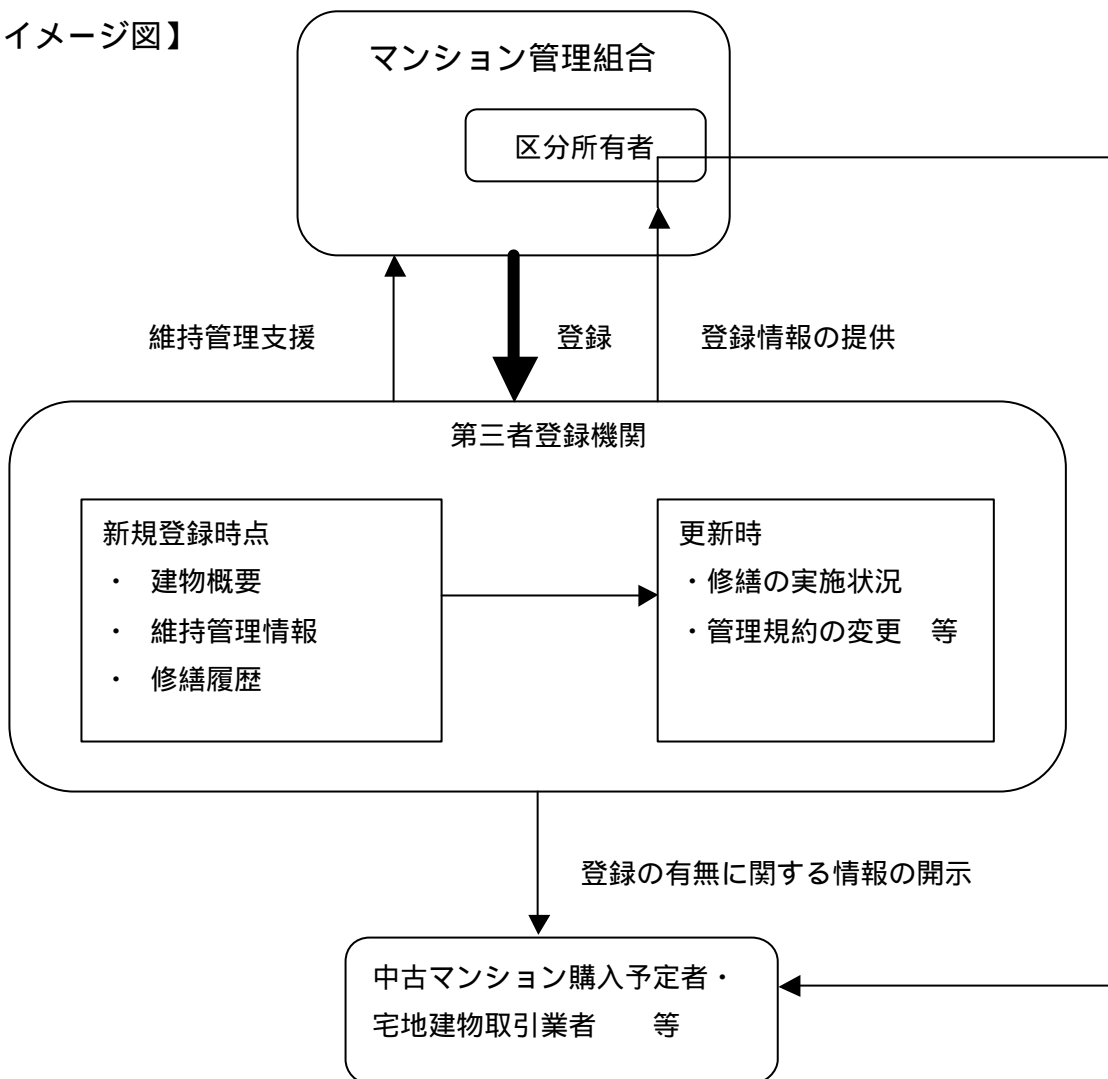 イメージ図】
マンション管理組合
区分所有者
維持管理支援
登録
登録情報の提供
第三者登録機関
新規登録時点
・ 建物概要
・ 維持管理情報
・ 修繕履歴
更新時
・修繕の実施状況
・管理規約の変更　等
登録の有無に関する情報の開示
中古マンション購入予定者・
宅地建物取引業者　　等